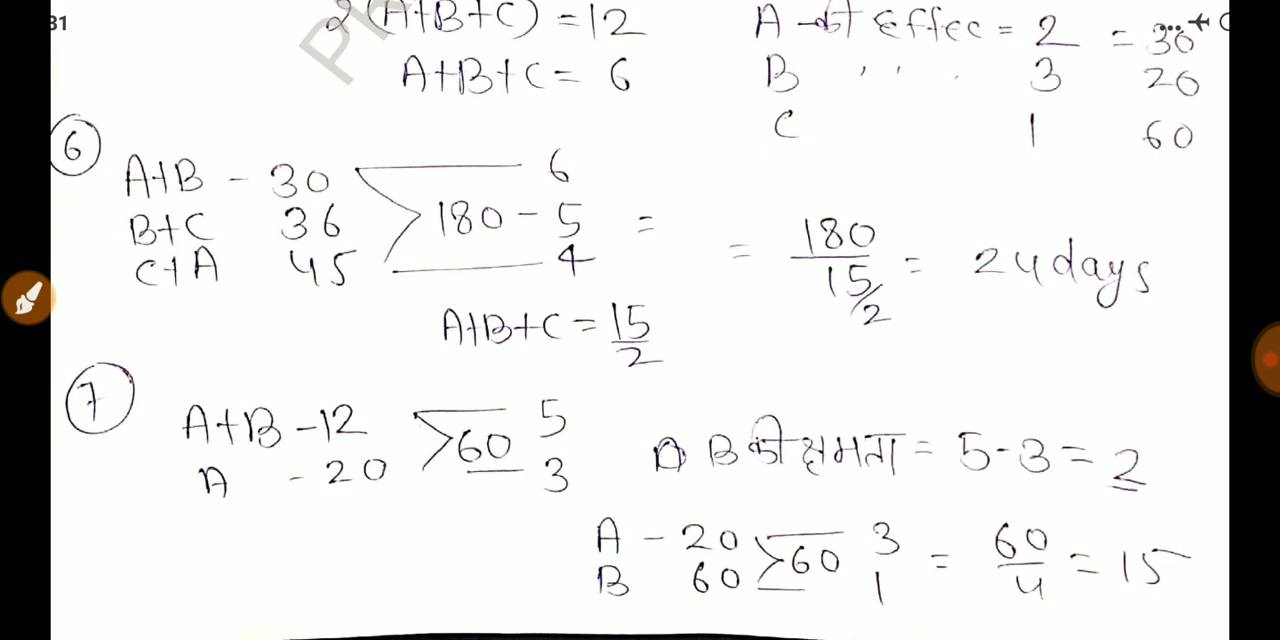 31
2(A+B+C) = 12
A की Effec = 2 = 30
A+B+C = 6
B ,, 3 20
C 1 60
6
A+B - 30 6
B+C 36 180 - 5 =
C+A 45 4
= 180/(15/2) = 24 days
A+B+C = 15/2
7
A+B - 12 60 5
A - 20 3
B की क्षमता = 5 - 3 = 2
A - 20 60 3 = 60/4 = 15
B 60 1